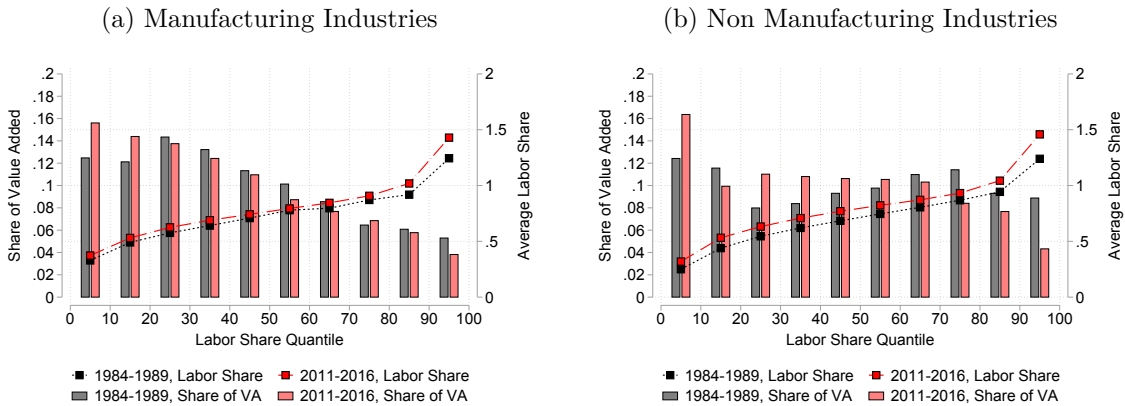 (a) Manufacturing Industries
Share of Value Added
.2
.18
.16
.14
.12
.1
.08
.06
.04
.02
0
2
1.5
1
.5
0
Average Labor Share
0 10 20 30 40 50 60 70 80 90 100
Labor Share Quantile
1984-1989, Labor Share 2011-2016, Labor Share
1984-1989, Share of VA 2011-2016, Share of VA
(b) Non Manufacturing Industries
Share of Value Added
.2
.18
.16
.14
.12
.1
.08
.06
.04
.02
0
2
1.5
1
.5
0
Average Labor Share
0 10 20 30 40 50 60 70 80 90 100
Labor Share Quantile
1984-1989, Labor Share 2011-2016, Labor Share
1984-1989, Share of VA 2011-2016, Share of VA